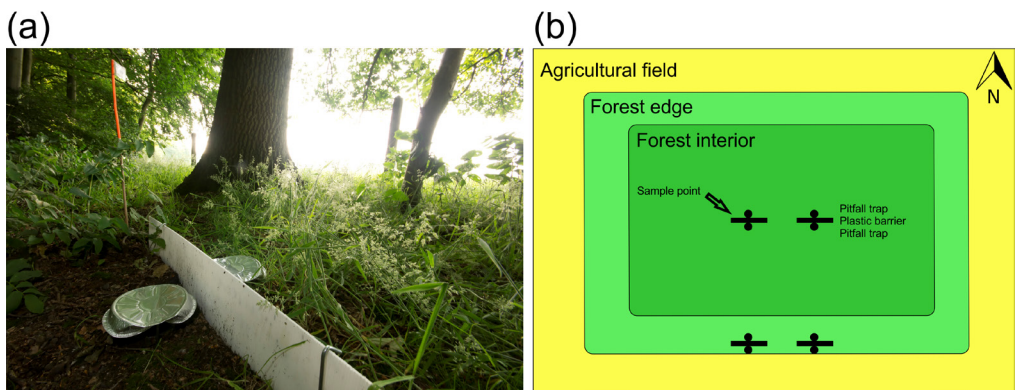 (a)
(b)
Agricultural field
N
Forest edge
Forest interior
Sample point
Pitfall trap
Plastic barrier
Pitfall trap